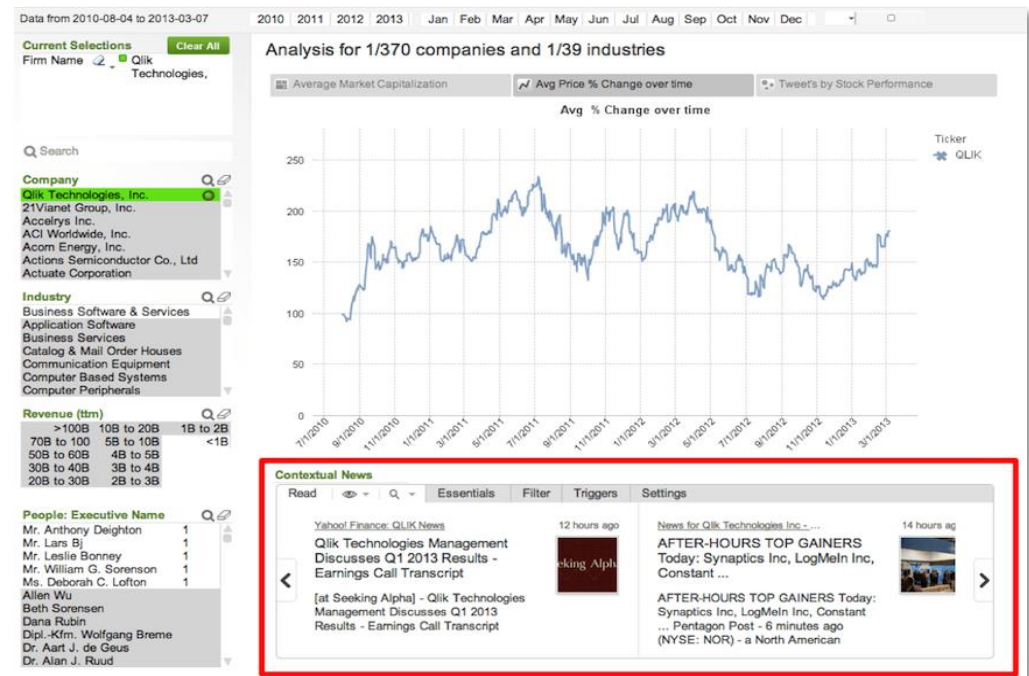 Data from 2010-08-04 to 2013-03-07
2010 2011 2012 2013 Jan Feb Mar Apr May Jun Jul Aug Sep Oct Nov Dec
Current Selections Clear All
Firm Name Qlik
Technologies,
Search
Company
Qlik Technologies, Inc.
21Vianet Group, Inc.
Accelrys Inc.
ACI Worldwide, Inc.
Acorn Energy, Inc.
Actions Semiconductor Co., Ltd
Actuate Corporation
Industry
Business Software & Services
Application Software
Business Services
Catalog & Mail Order Houses
Communication Equipment
Computer Based Systems
Computer Peripherals
Revenue (ttm)
>100B 10B to 20B 1B to 2B
70B to 100 5B to 10B <1B
50B to 60B 4B to 5B
30B to 40B 3B to 4B
20B to 30B 2B to 3B
People: Executive Name
Mr. Anthony Deighton 1
Mr. Lars Bj 1
Mr. Leslie Bonney 1
Mr. William G. Sorenson 1
Ms. Deborah C. Lofton 1
Allen Wu
Beth Sorensen
Dana Rubin
Dipl.-Kfm. Wolfgang Breme
Dr. Aart J. de Geus
Dr. Alan J. Ruud
Analysis for 1/370 companies and 1/39 industries
Average Market Capitalization Avg Price % Change over time Tweet's by Stock Performance
Avg % Change over time
Ticker
QLIK
250
200
150
100
50
0
7/1/2010 9/1/2010 11/1/2010 1/1/2011 3/1/2011 5/1/2011 7/1/2011 9/1/2011 11/1/2011 1/1/2012 3/1/2012 5/1/2012 7/1/2012 9/1/2012 11/1/2012 1/1/2013 3/1/2013
Contextual News
Read Essentials Filter Triggers Settings
Yahoo! Finance: QLIK News 12 hours ago
Qlik Technologies Management
Discusses Q1 2013 Results -
Earnings Call Transcript
eking Alph
[at Seeking Alpha] - Qlik Technologies
Management Discusses Q1 2013
Results - Earnings Call Transcript
News for Qlik Technologies Inc - ... 14 hours ag
AFTER-HOURS TOP GAINERS
Today: Synaptics Inc, LogMeIn Inc,
Constant ...
AFTER-HOURS TOP GAINERS Today:
Synaptics Inc, LogMeIn Inc, Constant
... Pentagon Post - 6 minutes ago
(NYSE: NOR) - a North American